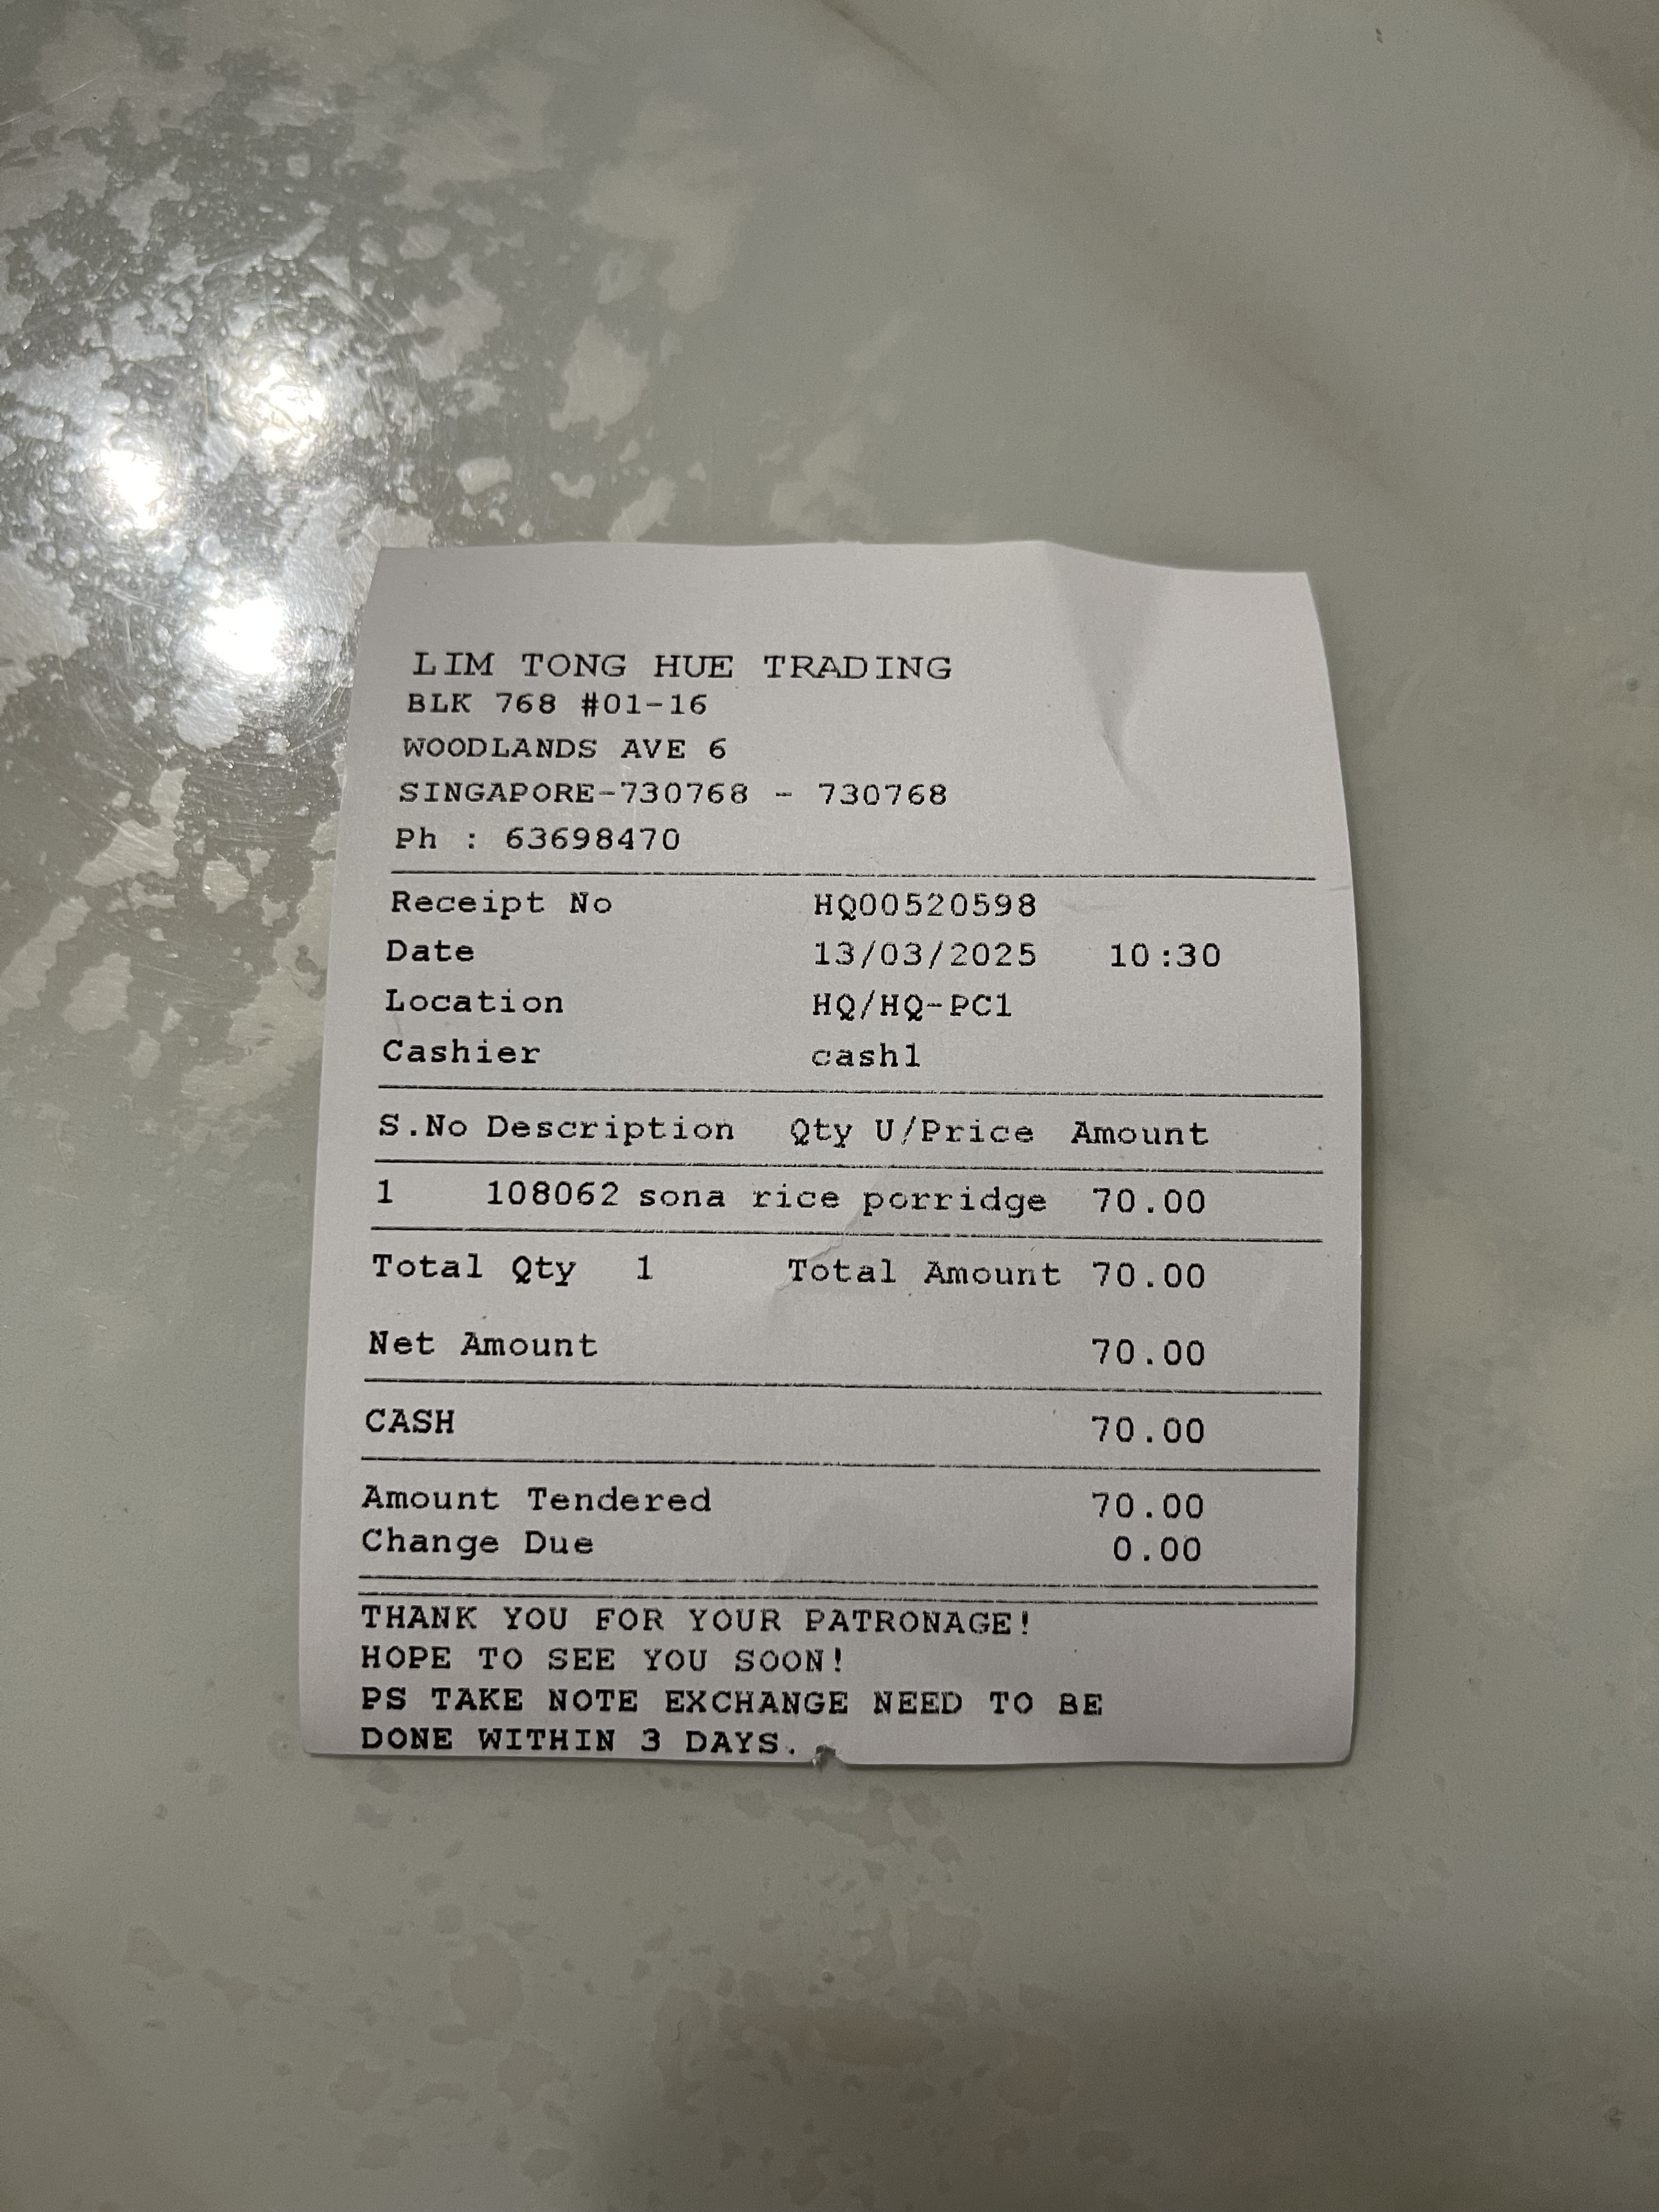 LIM TONG HUE TRADING
BLK 768 #01-16
WOODLANDS AVE 6
SINGAPORE-730768 - 730768
Ph : 63698470
Receipt No HQ00520598
Date 13/03/2025 10:30
Location HQ/HQ-PC1
Cashier cash1
S.No Description Qty U/Price Amount
1 108062 sona rice porridge 70.00
Total Qty 1 Total Amount 70.00
Net Amount 70.00
CASH 70.00
Amount Tendered 70.00
Change Due 0.00
THANK YOU FOR YOUR PATRONAGE!
HOPE TO SEE YOU SOON!
PS TAKE NOTE EXCHANGE NEED TO BE
DONE WITHIN 3 DAYS.